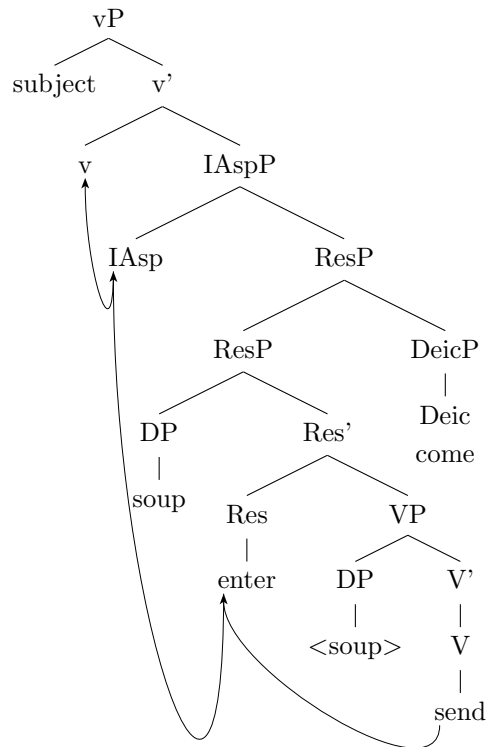 vP
subject v'
v IAspP
IAsp ResP
ResP DeicP
DP Res' Deic
come
soup Res VP
enter DP V'
<soup> V
send